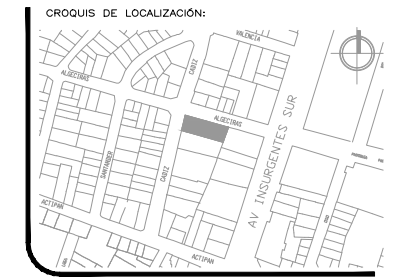 CROQUIS DE LOCALIZACIÓN:
VALENCIA
CADIZ
ALGECIRAS
ALGECIRAS
AV INSURGENTES SUR
SANTANDER
CADIZ
ACTIPAN
ACTIPAN